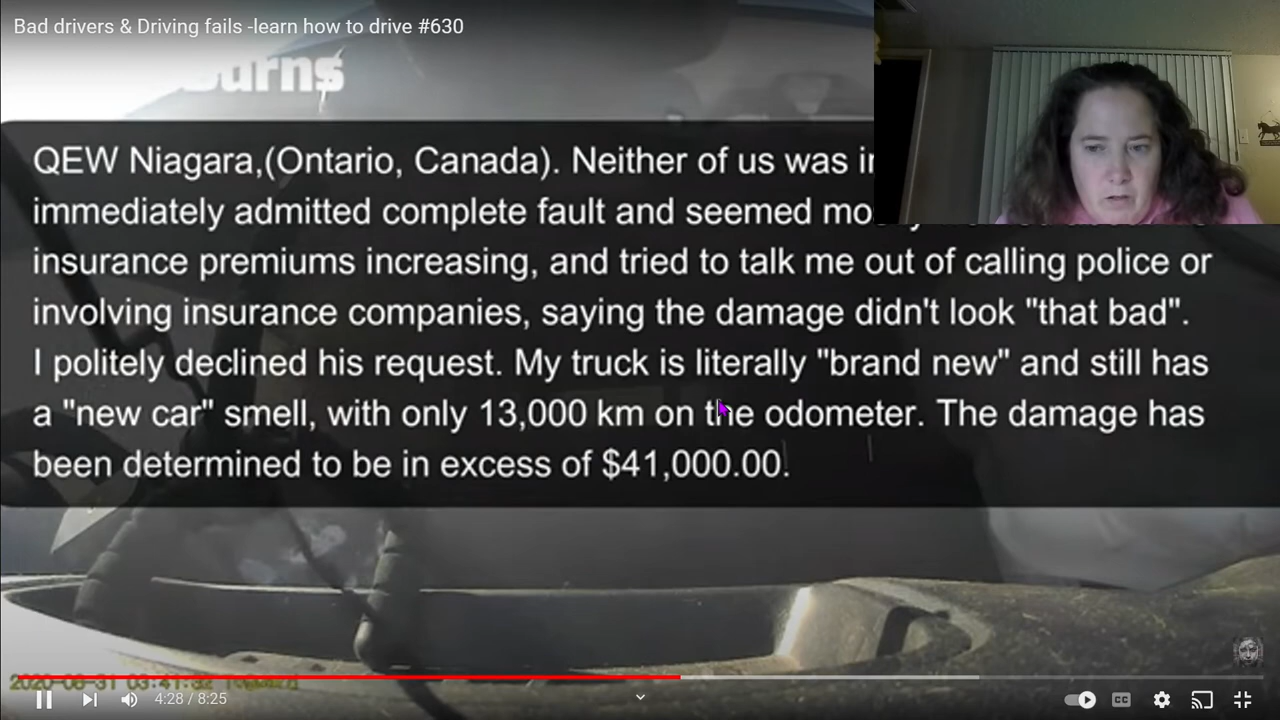 Bad drivers & Driving fails -learn how to drive #630
Burns
QEW Niagara,(Ontario, Canada). Neither of us was
immediately admitted complete fault and seemed
insurance premiums increasing, and tried to talk me out of calling police or
involving insurance companies, saying the damage didn't look "that bad".
I politely declined his request. My truck is literally "brand new" and still has
a "new car" smell, with only 13,000 km on the odometer. The damage has
been determined to be in excess of $41,000.00.
4:28 / 8:25
CC